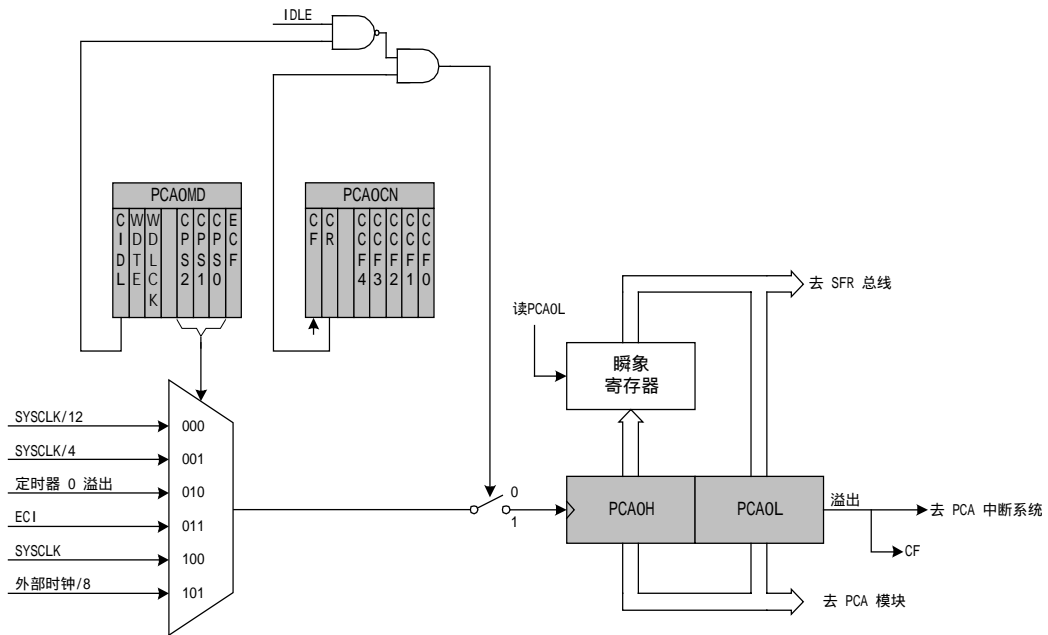 IDLE
PCA0MD
CIDL
WDTE
WDLCK
CPS2
CPS1
CPS0
ECF
PCA0CN
CF
CR
CCF4
CCF3
CCF2
CCF1
CCF0
去 SFR 总线
读PCA0L
瞬象
寄存器
SYSCLK/12
000
SYSCLK/4
001
定时器 0 溢出
010
ECI
011
SYSCLK
100
外部时钟/8
101
0
1
PCA0H
PCA0L
溢出
去 PCA 中断系统
CF
去 PCA 模块